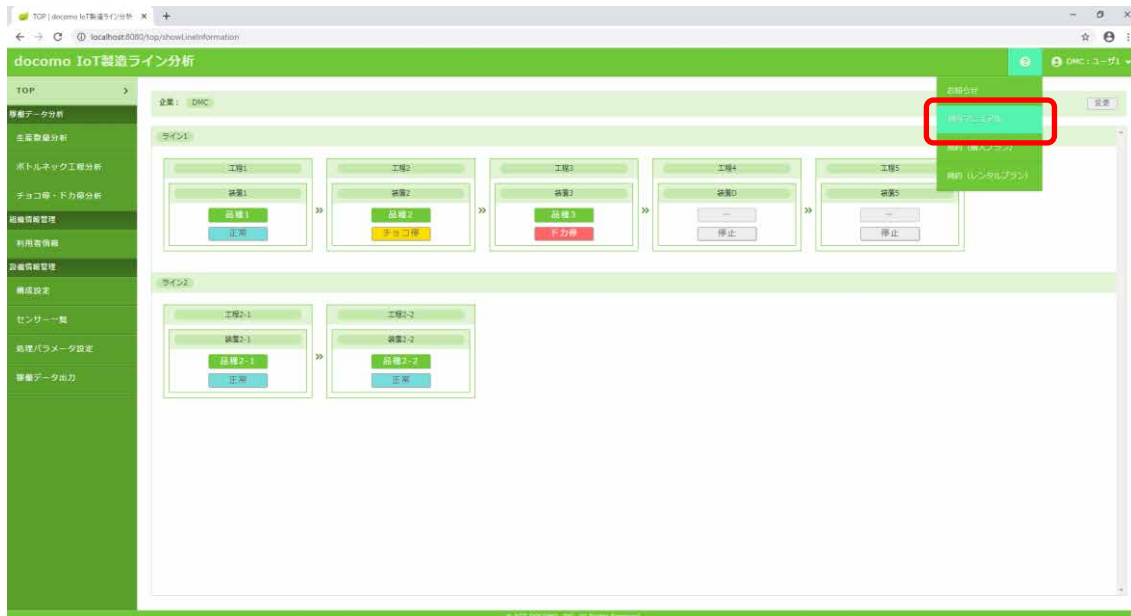 TOP | docomo IoT製造ライン分析
localhost:8080/top/showLineInformation
docomo IoT製造ライン分析
DMC : ユーザ1
TOP
稼働データ分析
生産数量分析
ボトルネック工程分析
チョコ停・ドカ停分析
組織情報管理
利用者情報
設備情報管理
構成設定
センサー一覧
処理パラメータ設定
稼働データ出力
お知らせ
利用マニュアル
規約（購入プラン）
規約（レンタルプラン）
企業： DMC
変更
ライン1
工程1 工程2 工程3 工程4 工程5
装置1 装置2 装置3 装置D 装置5
品種1 品種2 品種3 － －
正常 チョコ停 ドカ停 停止 停止
ライン2
工程2-1 工程2-2
装置2-1 装置2-2
品種2-1 品種2-2
正常 正常
© NTT DOCOMO, INC. All Rights Reserved.